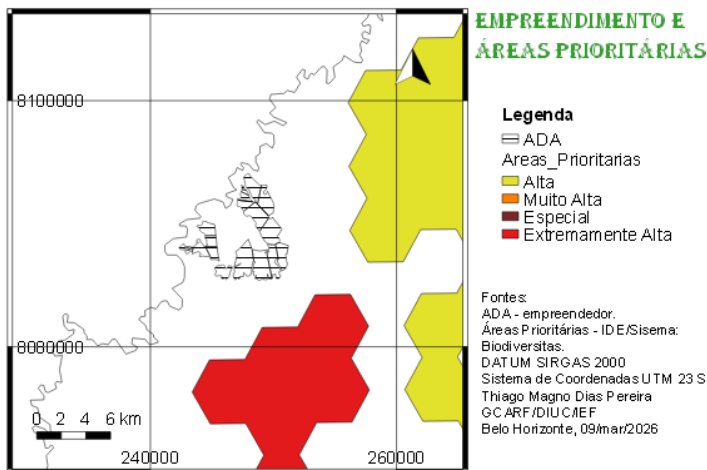 EMPREENDIMENTO E
ÁREAS PRIORITÁRIAS
8100000
8080000
0 2 4 6 km
240000
260000
Legenda
ADA
Areas_Prioritarias
Alta
Muito Alta
Especial
Extremamente Alta
Fontes:
ADA - empreendedor.
Áreas Prioritárias - IDE/Sisema:
Biodiversitas.
DATUM SIRGAS 2000
Sistema de Coordenadas UTM 23 S
Thiago Magno Dias Pereira
GCARF/DIUC/IEF
Belo Horizonte, 09/mar/2026